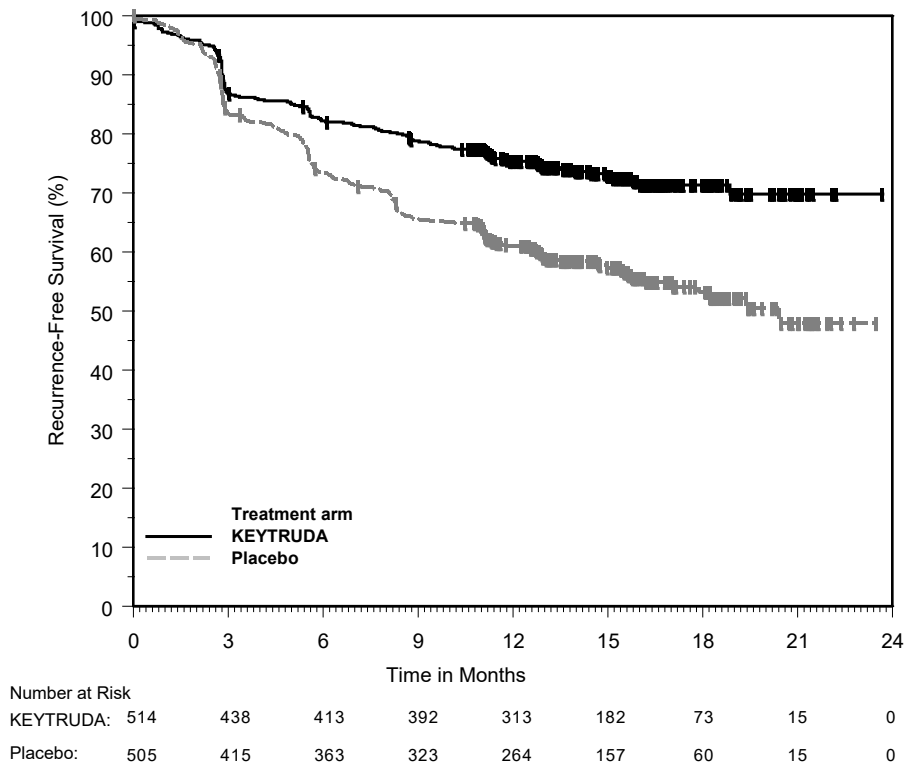 100
90
80
70
60
50
40
30
20
10
0
Recurrence-Free Survival (%)
Treatment arm
KEYTRUDA
Placebo
0 3 6 9 12 15 18 21 24
Time in Months
Number at Risk
KEYTRUDA: 514 438 413 392 313 182 73 15 0
Placebo: 505 415 363 323 264 157 60 15 0